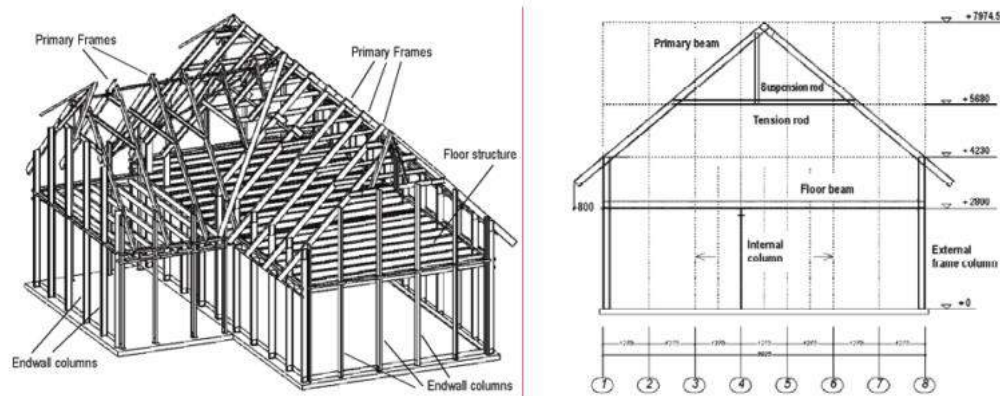 Primary Frames
Primary Frames
Floor structure
Endwall columns
Endwall columns
+7974.5
Primary beam
Suspension rod
+5680
Tension rod
+4230
Floor beam
800
Internal
column
External
frame column
+0
1 2 3 4 5 6 7 8